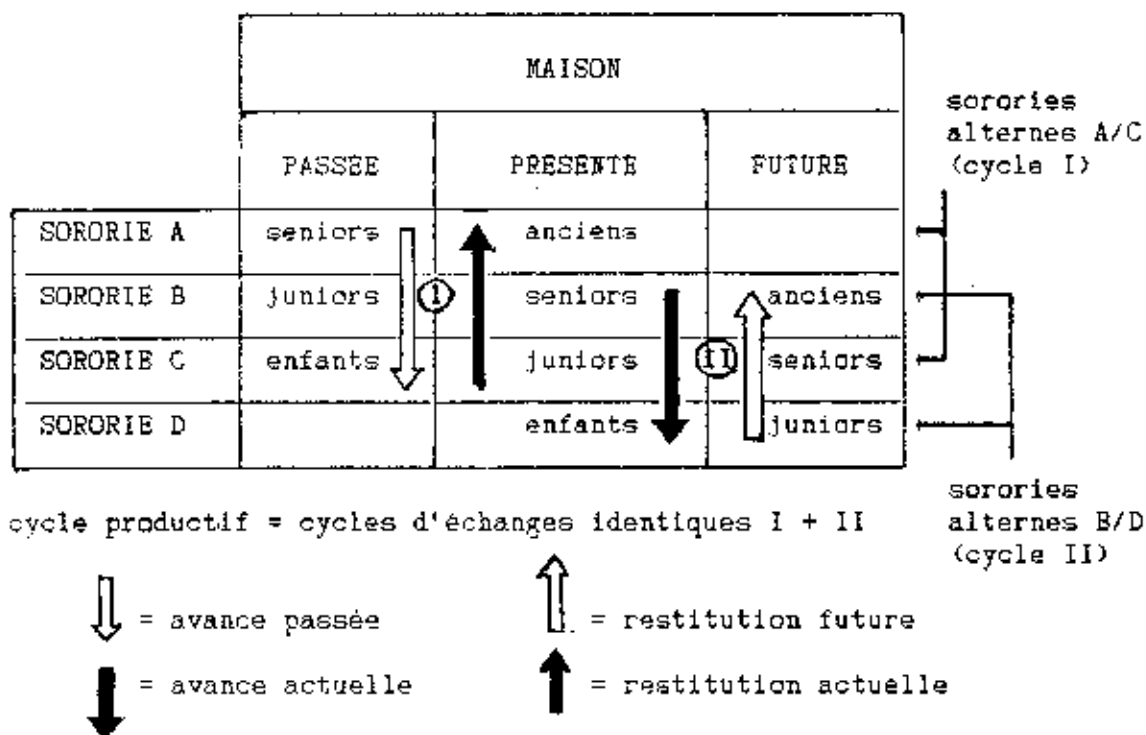 MAISON
sorories
alternes A/C
(cycle I)
PASSÉE PRESENTE FUTURE
SORORIE A seniors anciens
SORORIE B juniors I seniors anciens
SORORIE C enfants juniors II seniors
SORORIE D enfants juniors
sorories
alternes B/D
(cycle II)
cycle productif = cycles d'échanges identiques I + II
= avance passée = restitution future
= avance actuelle = restitution actuelle